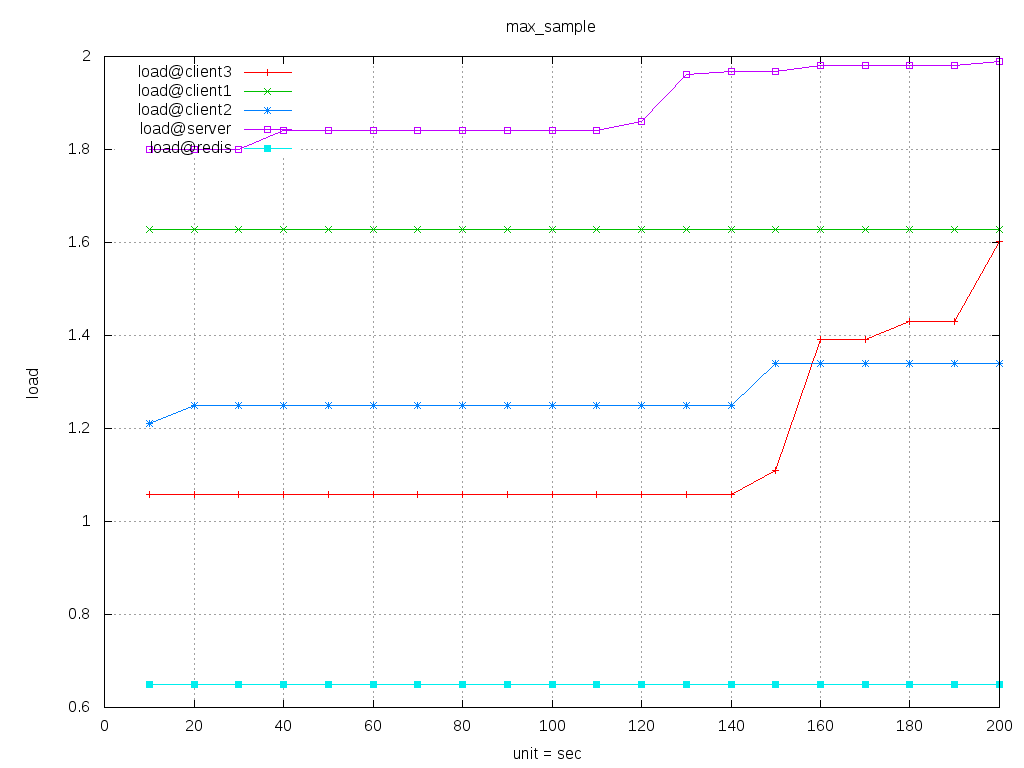 max_sample
load@client3
load@client1
load@client2
load@server
load@redis
2
1.8
1.6
1.4
1.2
1
0.8
0.6
load
0 20 40 60 80 100 120 140 160 180 200
unit = sec